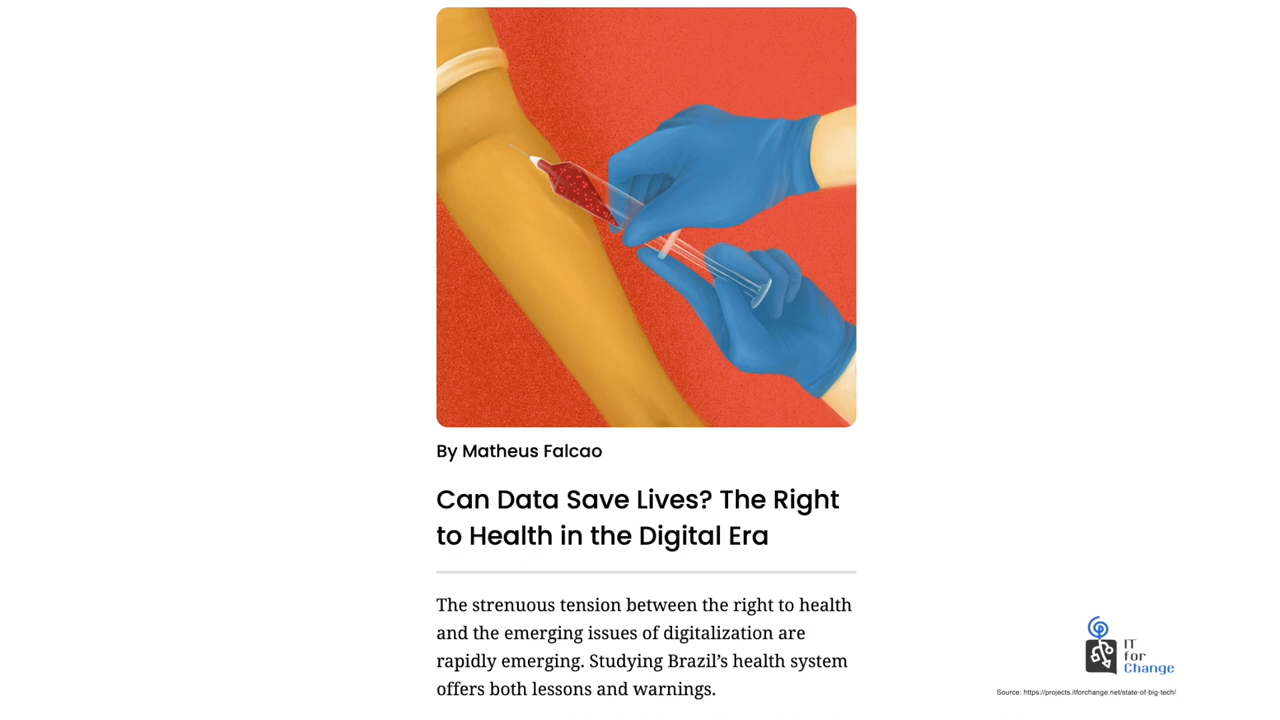 By Matheus Falcao
Can Data Save Lives? The Right
to Health in the Digital Era
The strenuous tension between the right to health
and the emerging issues of digitalization are
rapidly emerging. Studying Brazil’s health system
offers both lessons and warnings.
IT
for
Change
Source: https://projects.itforchange.net/state-of-big-tech/